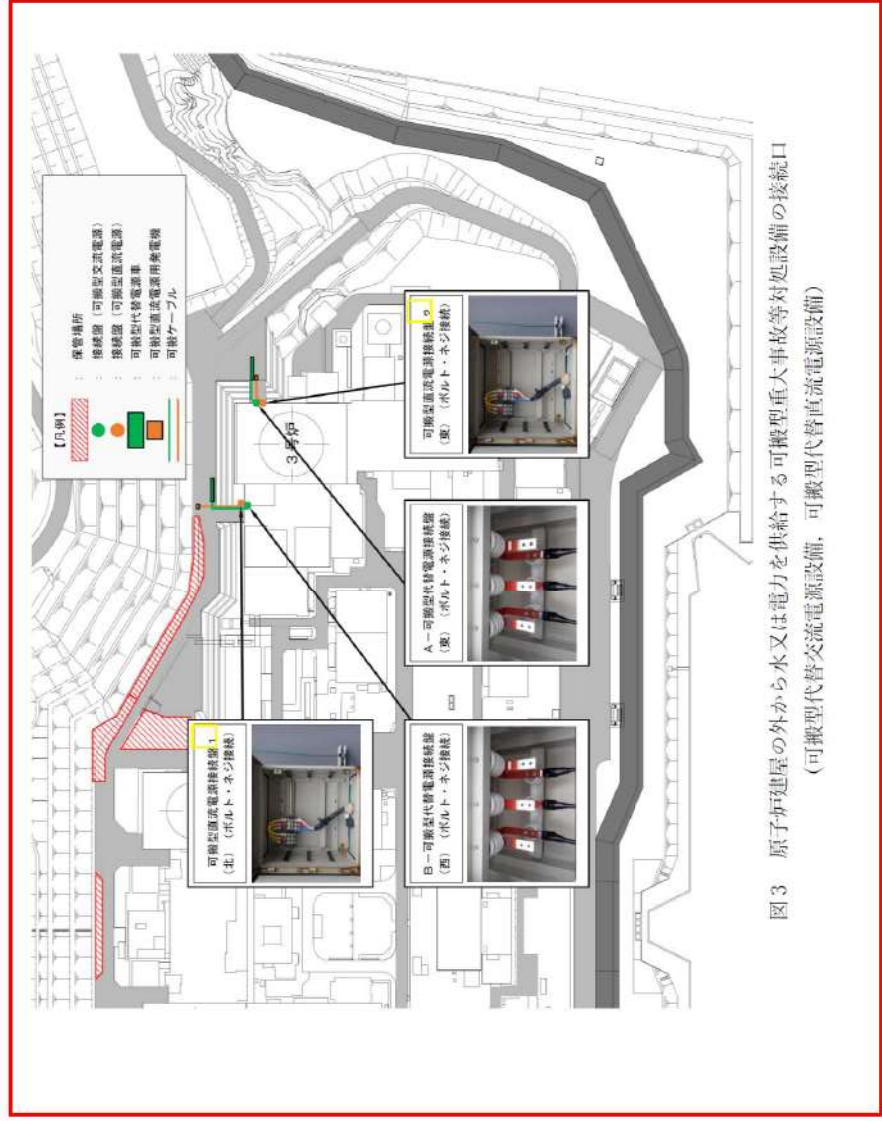 【凡例】
： 保管場所
： 接続盤（可搬型交流電源）
： 接続盤（可搬型直流電源）
： 可搬型代替電源車
： 可搬型直流電源用発電機
： 可搬ケーブル
3号炉
可搬型直流電源接続盤1
（北）（ボルト・ネジ接続）
可搬型直流電源接続盤2
（東）（ボルト・ネジ接続）
B－可搬型代替電源接続盤
（西）（ボルト・ネジ接続）
A－可搬型代替電源接続盤
（東）（ボルト・ネジ接続）
図3 原子炉建屋の外から水又は電力を供給する可搬型重大事故等対処設備の接続口
（可搬型代替交流電源設備，可搬型代替直流電源設備）